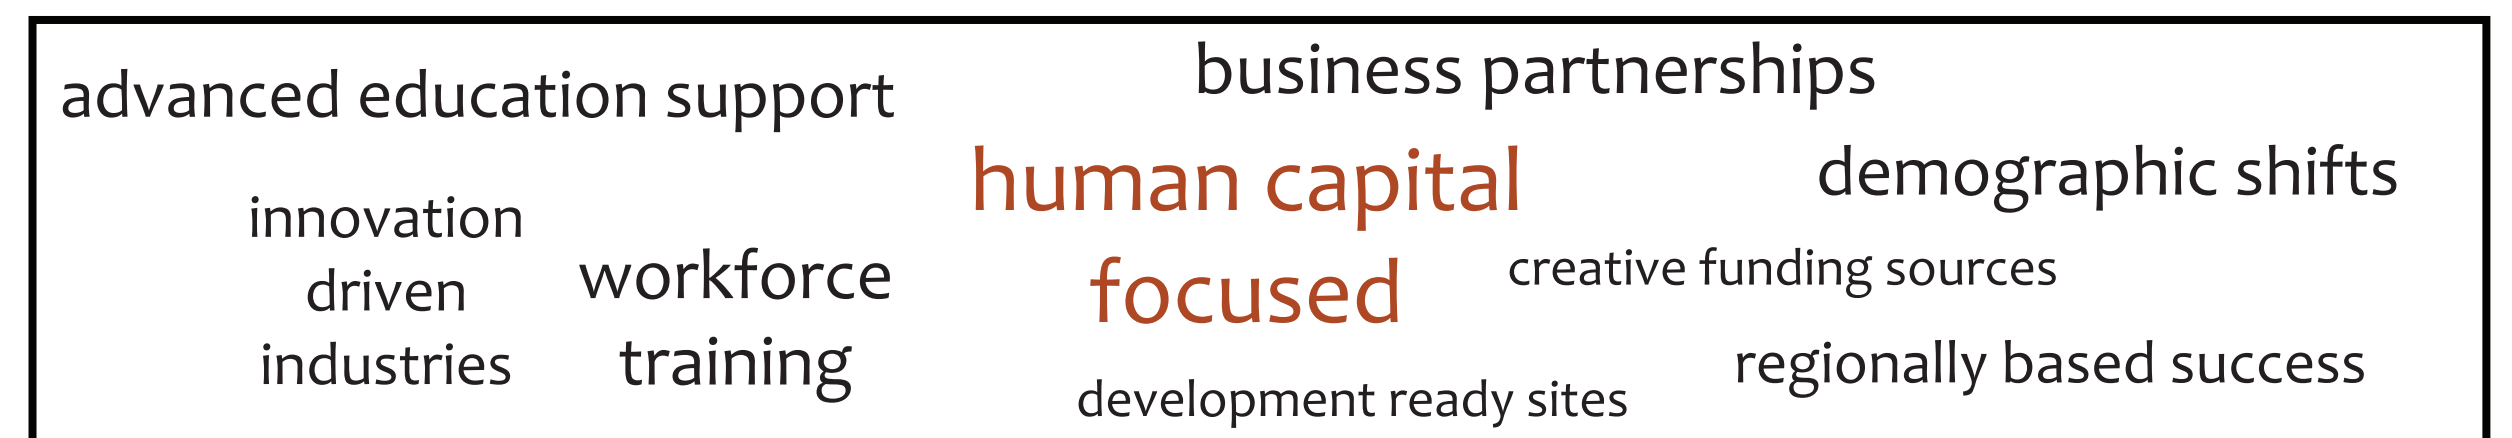 business partnerships
advanced education support
human capital
focused
demographic shifts
innovation
driven
industries
workforce
training
creative funding sources
regionally based success
development ready sites